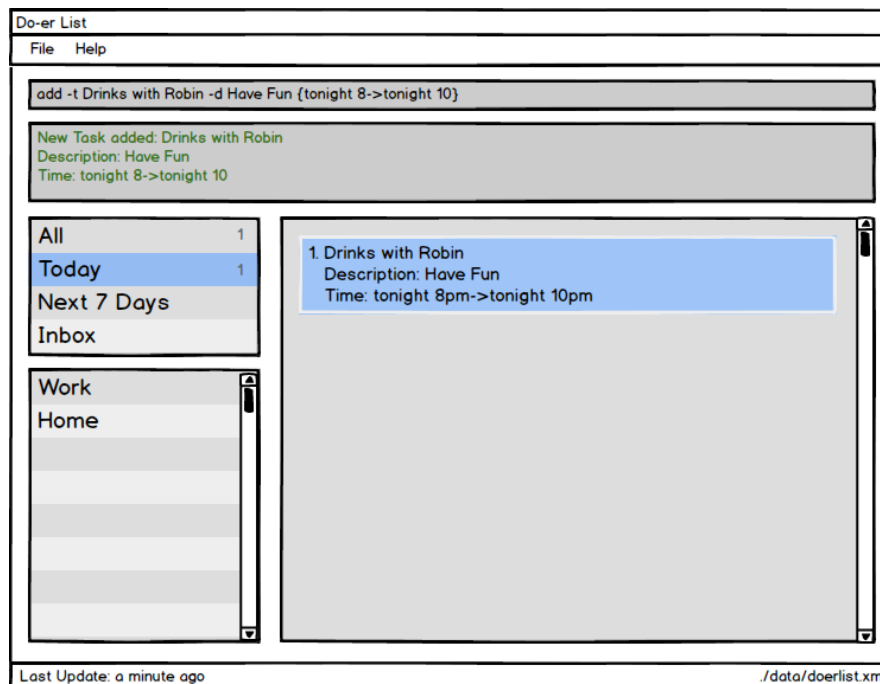 Do-er List
File Help
add -t Drinks with Robin -d Have Fun {tonight 8->tonight 10}
New Task added: Drinks with Robin
Description: Have Fun
Time: tonight 8->tonight 10
All 1
Today 1
Next 7 Days
Inbox
Work
Home
1. Drinks with Robin
Description: Have Fun
Time: tonight 8pm->tonight 10pm
Last Update: a minute ago
./data/doerlist.xm